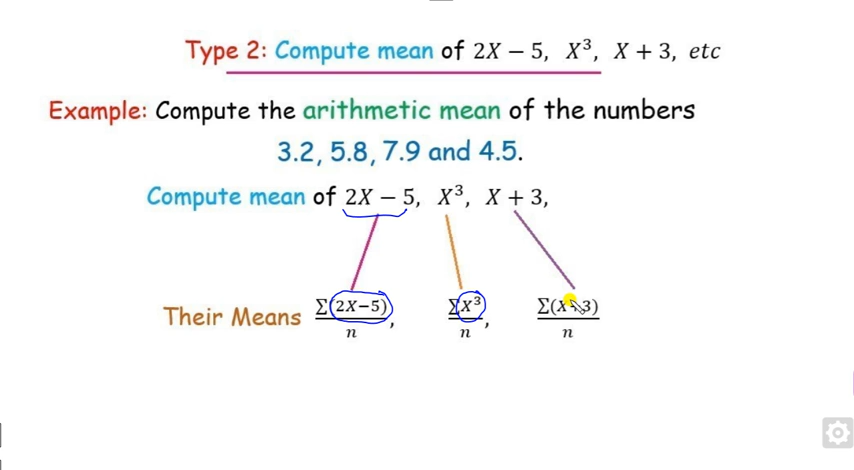 Type 2: Compute mean of 2X − 5, X³, X + 3, etc
Example: Compute the arithmetic mean of the numbers
3.2, 5.8, 7.9 and 4.5.
Compute mean of 2X − 5, X³, X + 3,
Their Means Σ(2X−5)/n, ΣX³/n, Σ(X+3)/n